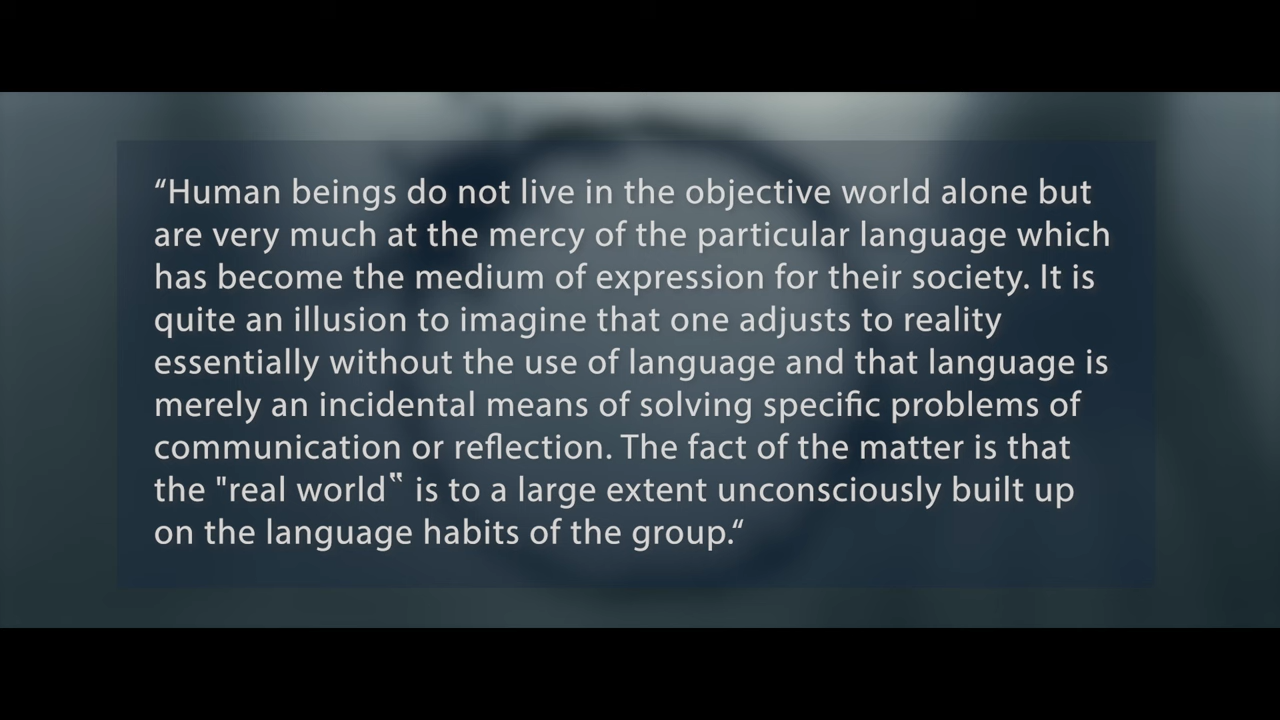 “Human beings do not live in the objective world alone but
are very much at the mercy of the particular language which
has become the medium of expression for their society. It is
quite an illusion to imagine that one adjusts to reality
essentially without the use of language and that language is
merely an incidental means of solving specific problems of
communication or reflection. The fact of the matter is that
the "real world‟ is to a large extent unconsciously built up
on the language habits of the group.“